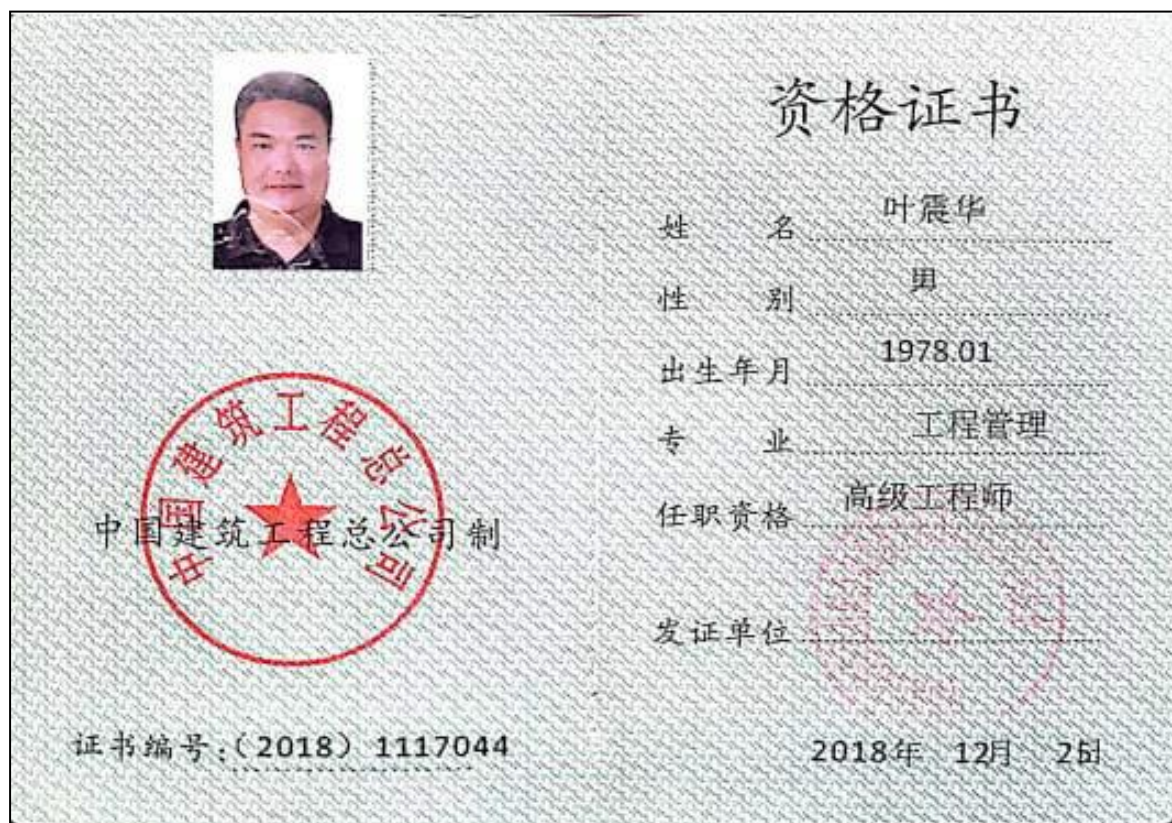 中国建筑工程总公司
中国建筑工程总公司制
证书编号:(2018) 1117044
资格证书
姓 名 叶震华
性 别 男
出生年月 1978.01
专 业 工程管理
任职资格 高级工程师
发证单位
2018年 12月 25日